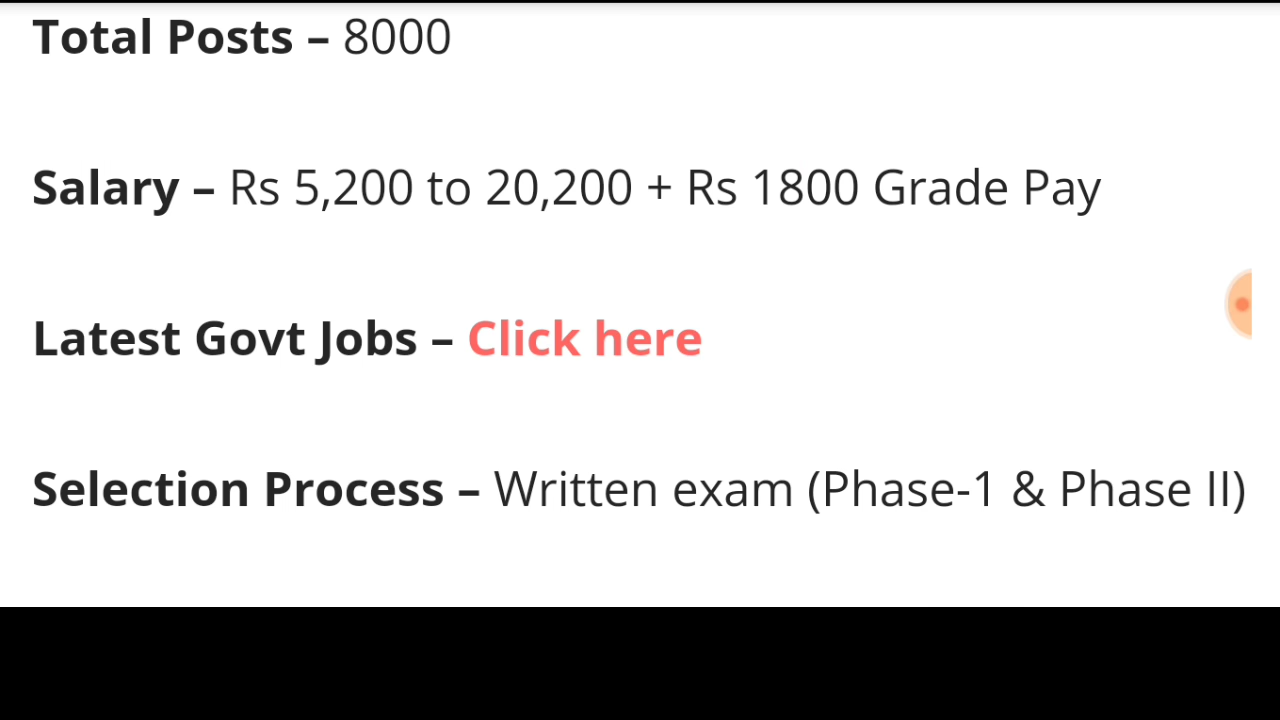 Total Posts – 8000
Salary – Rs 5,200 to 20,200 + Rs 1800 Grade Pay
Latest Govt Jobs – Click here
Selection Process – Written exam (Phase-1 & Phase II)